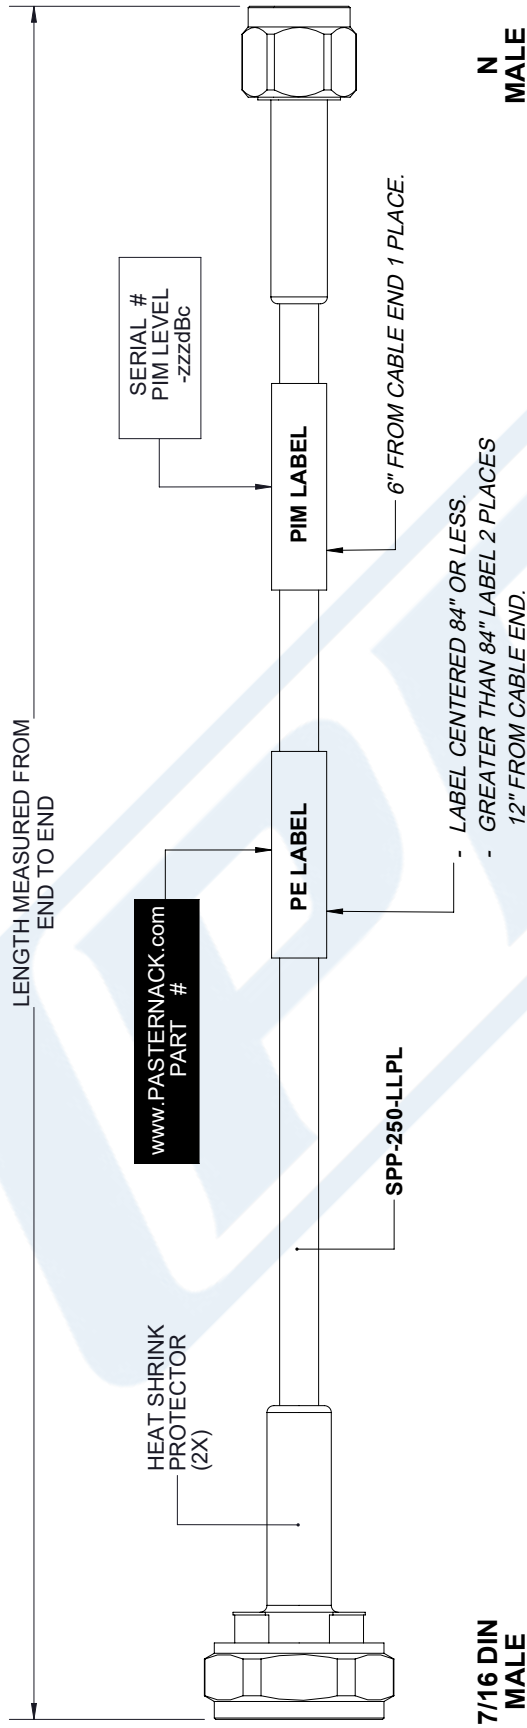 LENGTH MEASURED FROM
END TO END
HEAT SHRINK
PROTECTOR
(2X)
www.PASTERNACK.com
PART #
SERIAL #
PIM LEVEL
-zzzdBc
PE LABEL
PIM LABEL
SPP-250-LLPL
6" FROM CABLE END 1 PLACE.
- LABEL CENTERED 84" OR LESS.
- GREATER THAN 84" LABEL 2 PLACES
12" FROM CABLE END.
7/16 DIN
MALE
N
MALE